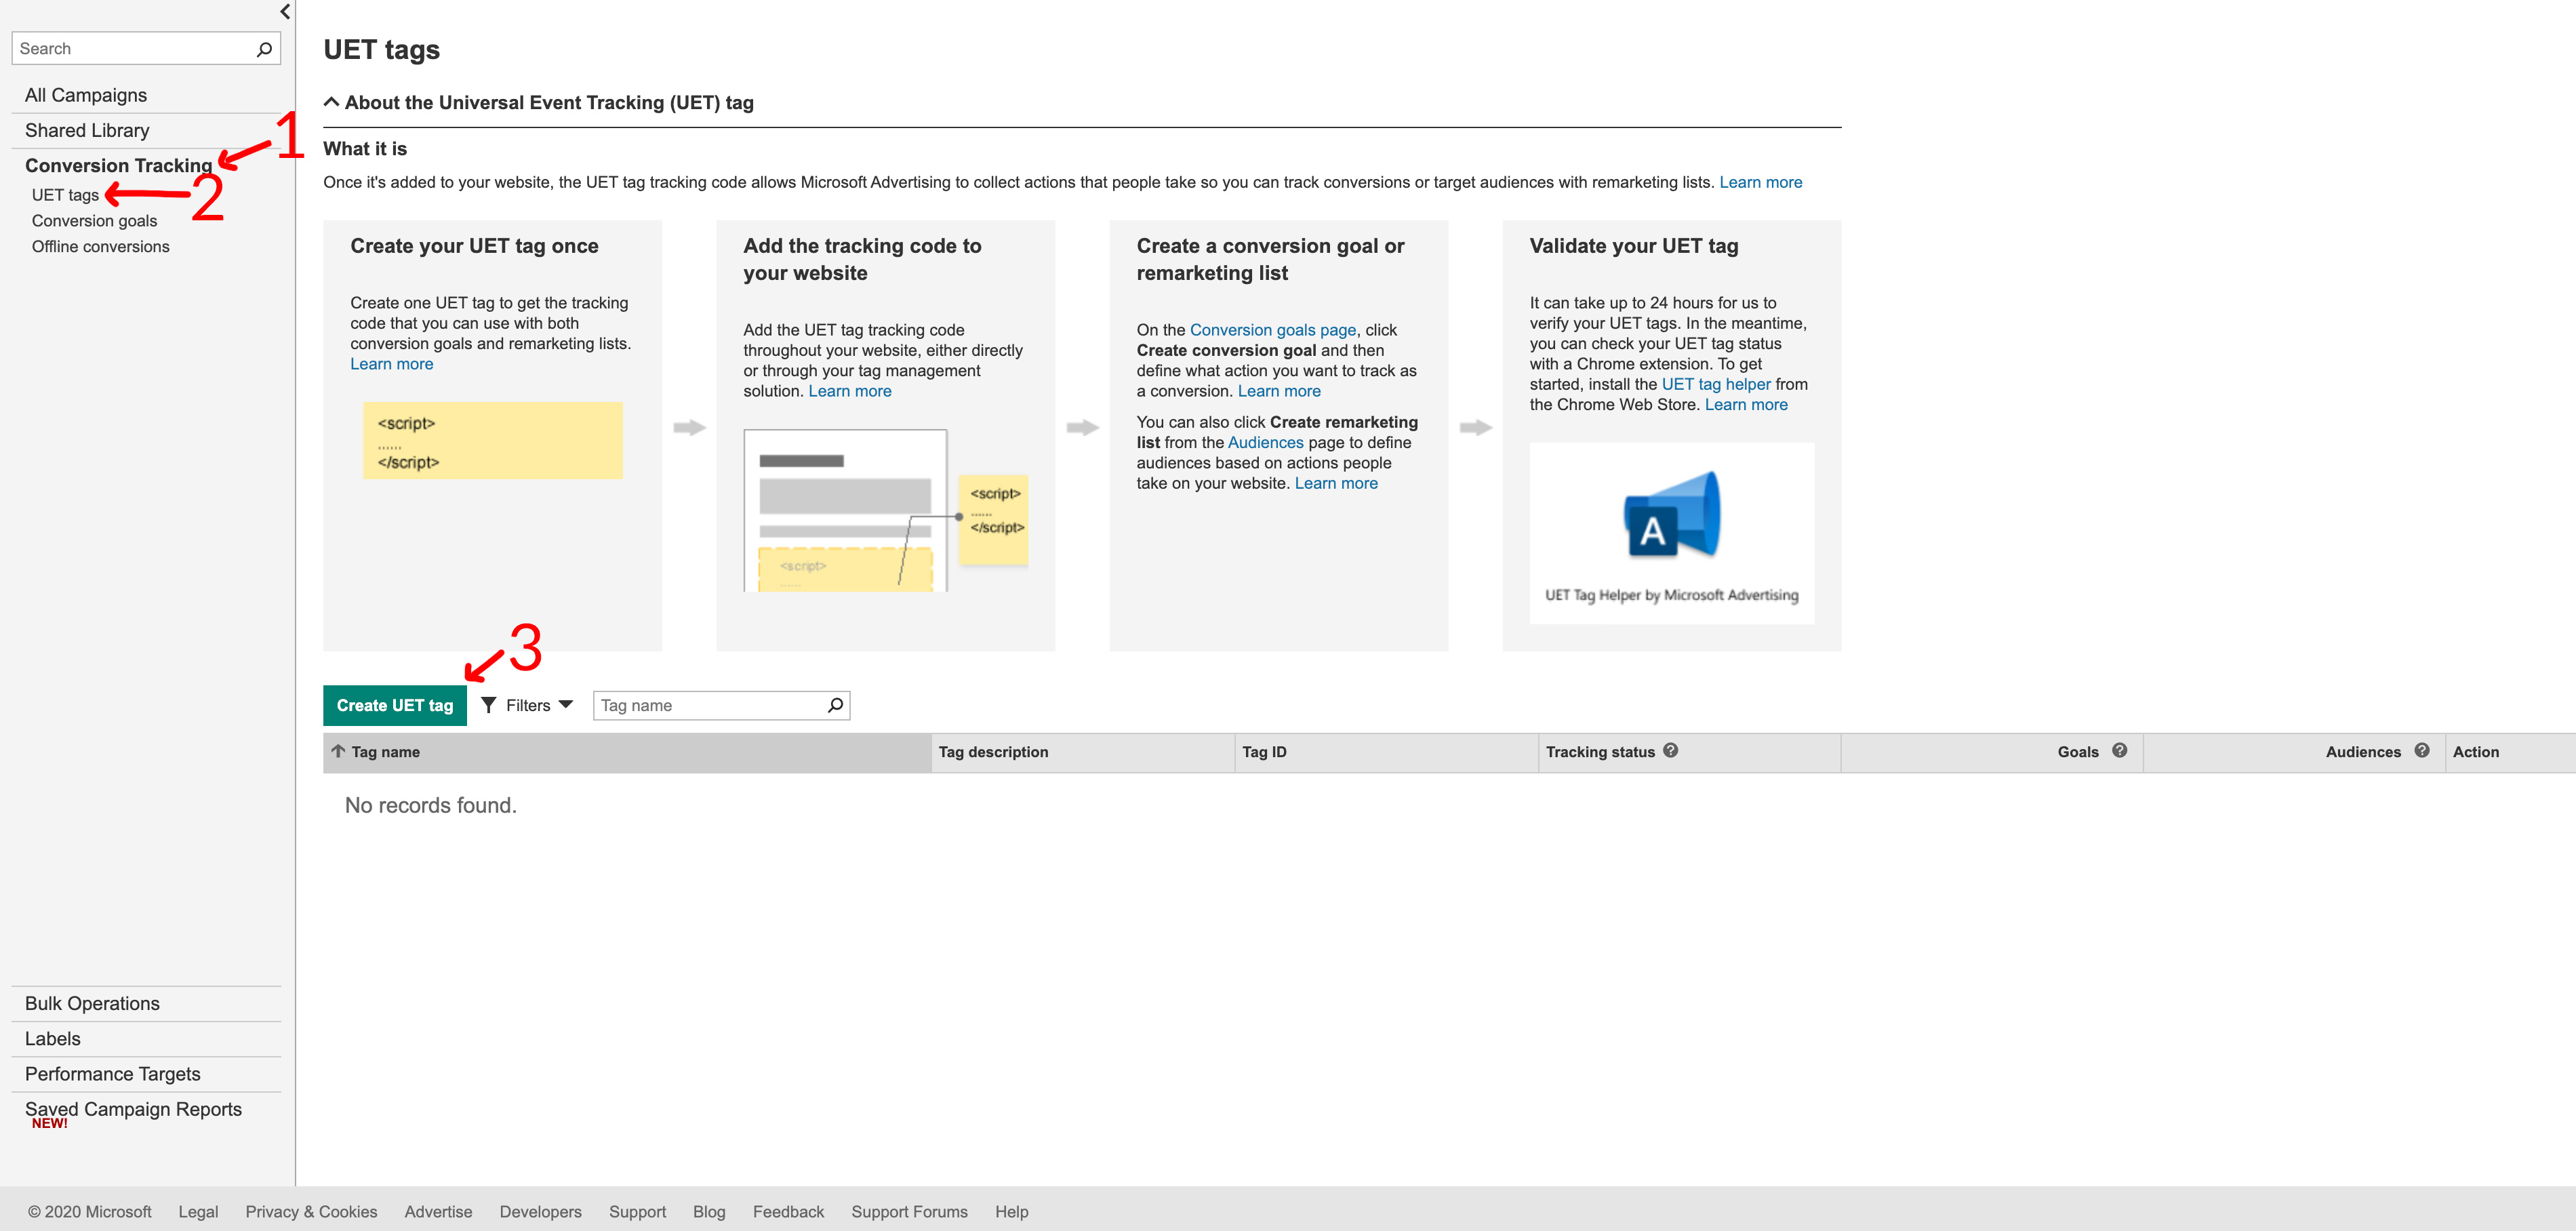 Search
All Campaigns
Shared Library
1
Conversion Tracking
UET tags
2
Conversion goals
Offline conversions
Bulk Operations
Labels
Performance Targets
Saved Campaign Reports
NEW!
UET tags
About the Universal Event Tracking (UET) tag
What it is
Once it's added to your website, the UET tag tracking code allows Microsoft Advertising to collect actions that people take so you can track conversions or target audiences with remarketing lists. Learn more
Create your UET tag once
Create one UET tag to get the tracking
code that you can use with both
conversion goals and remarketing lists.
Learn more
<script>
......
</script>
Add the tracking code to
your website
Add the UET tag tracking code
throughout your website, either directly
or through your tag management
solution. Learn more
<script>
......
</script>
<script>
......
Create a conversion goal or
remarketing list
On the Conversion goals page, click
Create conversion goal and then
define what action you want to track as
a conversion. Learn more
You can also click Create remarketing
list from the Audiences page to define
audiences based on actions people
take on your website. Learn more
Validate your UET tag
It can take up to 24 hours for us to
verify your UET tags. In the meantime,
you can check your UET tag status
with a Chrome extension. To get
started, install the UET tag helper from
the Chrome Web Store. Learn more
A
UET Tag Helper by Microsoft Advertising
3
Create UET tag Filters Tag name
Tag name Tag description Tag ID Tracking status ? Goals ? Audiences ? Action
No records found.
© 2020 Microsoft Legal Privacy & Cookies Advertise Developers Support Blog Feedback Support Forums Help